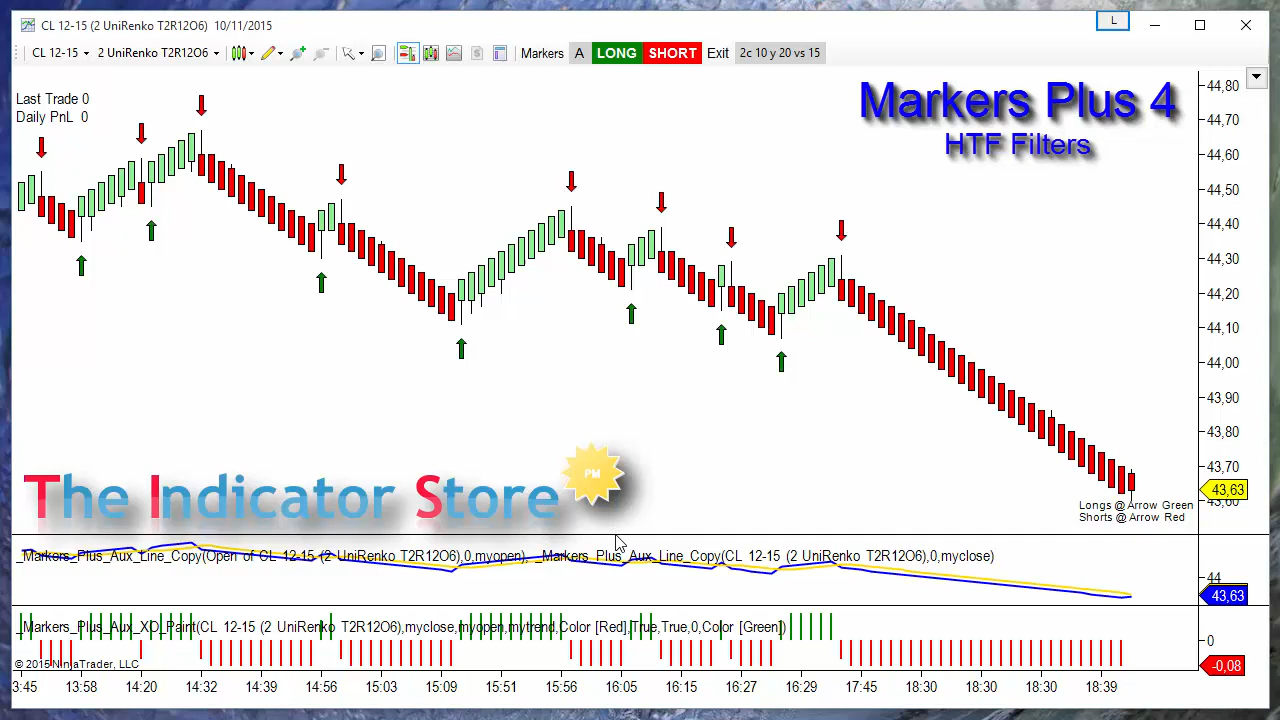 CL 12-15 (2 UniRenko T2R12O6) 10/11/2015
L
CL 12-15 2 UniRenko T2R12O6 Markers A LONG SHORT Exit 2c 10 y 20 vs 15
Last Trade 0
Daily PnL 0
Markers Plus 4
HTF Filters
44,80
44,70
44,60
44,50
44,40
44,30
44,20
44,10
44,00
43,90
43,80
43,70
43,63
43,60
PM
The Indicator Store
Longs @ Arrow Green
Shorts @ Arrow Red
_Markers_Plus_Aux_Line_Copy(Open of CL 12-15 (2 UniRenko T2R12O6),0,myopen), _Markers_Plus_Aux_Line_Copy(CL 12-15 (2 UniRenko T2R12O6),0,myclose)
44
43,63
_Markers_Plus_Aux_XO_Paint(CL 12-15 (2 UniRenko T2R12O6),myclose,myopen,mytrend,Color [Red],True,True,0,Color [Green])
0
-0,08
© 2015 NinjaTrader, LLC
3:45 13:58 14:20 14:32 14:39 14:56 15:03 15:09 15:51 15:56 16:05 16:15 16:27 16:29 17:45 18:30 18:30 18:30 18:39